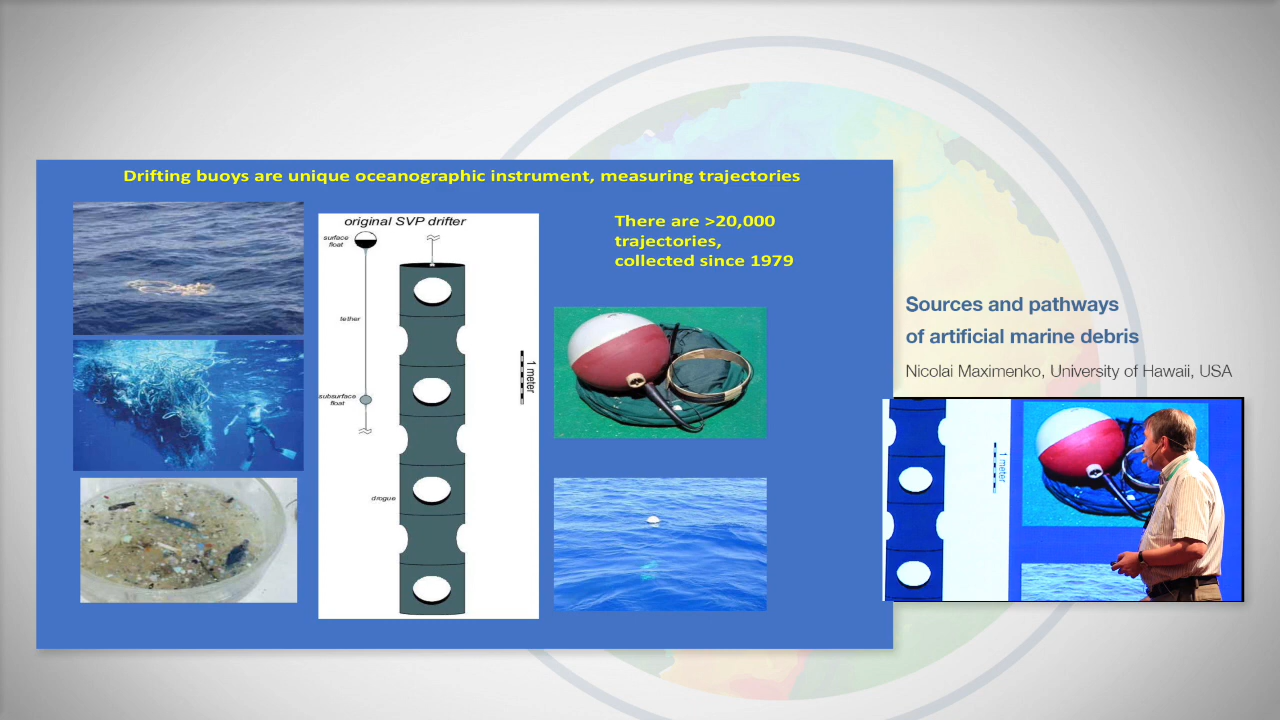 Drifting buoys are unique oceanographic instrument, measuring trajectories
original SVP drifter
surface
float
tether
subsurface
float
drogue
1 meter
There are >20,000
trajectories,
collected since 1979
Sources and pathways
of artificial marine debris
Nicolai Maximenko, University of Hawaii, USA
1 meter